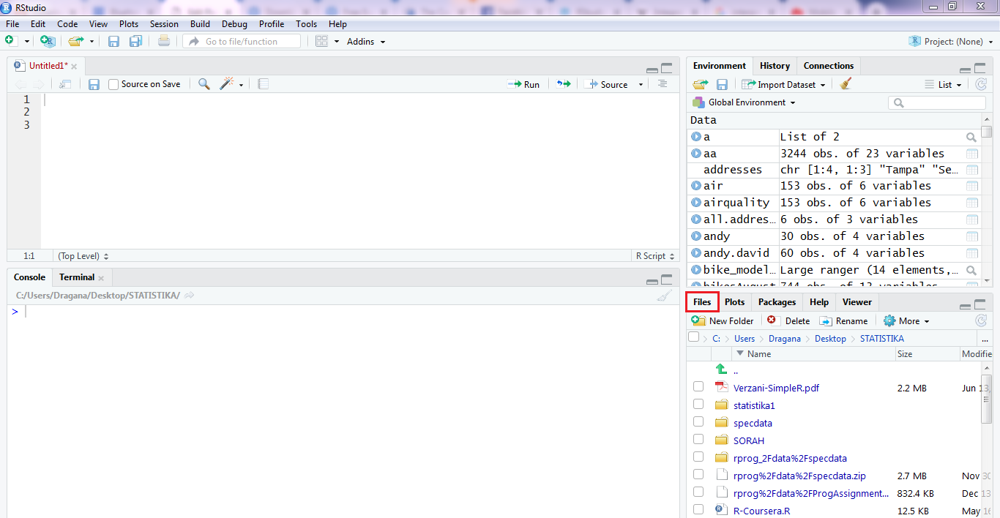 RStudio
File Edit Code View Plots Session Build Debug Profile Tools Help
Go to file/function Addins Project: (None)
Untitled1*
Source on Save Run Source
1
2
3
1:1 (Top Level) R Script
Console Terminal
C:/Users/Dragana/Desktop/STATISTIKA/
>
Environment History Connections
Import Dataset List
Global Environment
Data
a List of 2
aa 3244 obs. of 23 variables
addresses chr [1:4, 1:3] "Tampa" "Se…
air 153 obs. of 6 variables
airquality 153 obs. of 6 variables
all.addres… 6 obs. of 3 variables
andy 30 obs. of 4 variables
andy.david 60 obs. of 4 variables
bike_model… Large ranger (14 elements,…
bikesAugust 744 obs. of 13 variables
Files Plots Packages Help Viewer
New Folder Delete Rename More
C: Users Dragana Desktop STATISTIKA ...
Name Size Modifie
..
Verzani-SimpleR.pdf 2.2 MB Jun 13,
statistika1
specdata
SORAH
rprog_2Fdata%2Fspecdata
rprog%2Fdata%2Fspecdata.zip 2.7 MB Nov 30
rprog%2Fdata%2FProgAssignment... 832.4 KB Dec 13
R-Coursera.R 12.5 KB May 16